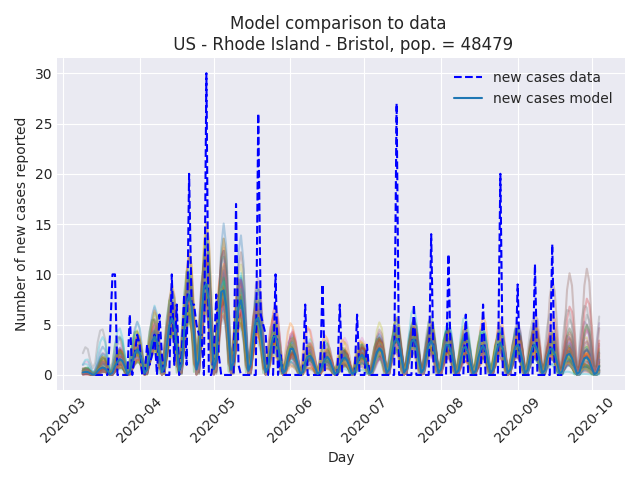 Model comparison to data
US - Rhode Island - Bristol, pop. = 48479
new cases data
new cases model
Number of new cases reported
30
25
20
15
10
5
0
2020-03
2020-04
2020-05
2020-06
2020-07
2020-08
2020-09
2020-10
Day